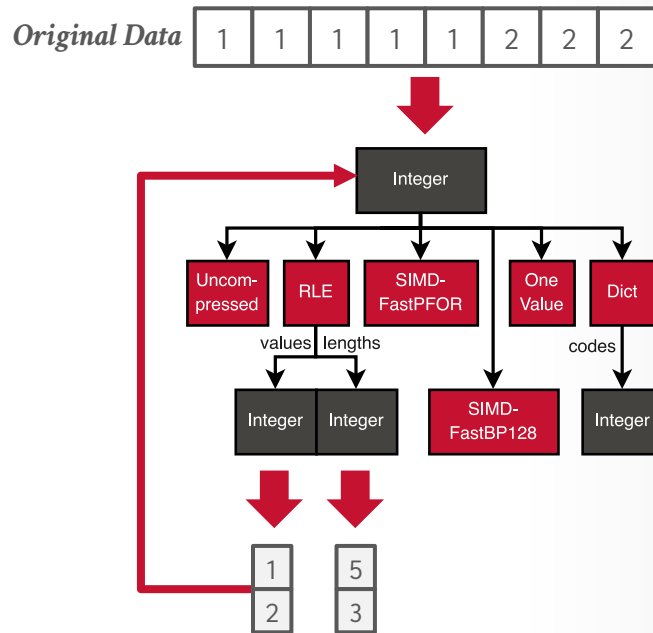 Original Data 1 1 1 1 1 2 2 2
Integer
Uncom-
pressed
RLE
SIMD-
FastPFOR
One
Value
Dict
values lengths
codes
Integer Integer
SIMD-
FastBP128
Integer
1 5
2 3